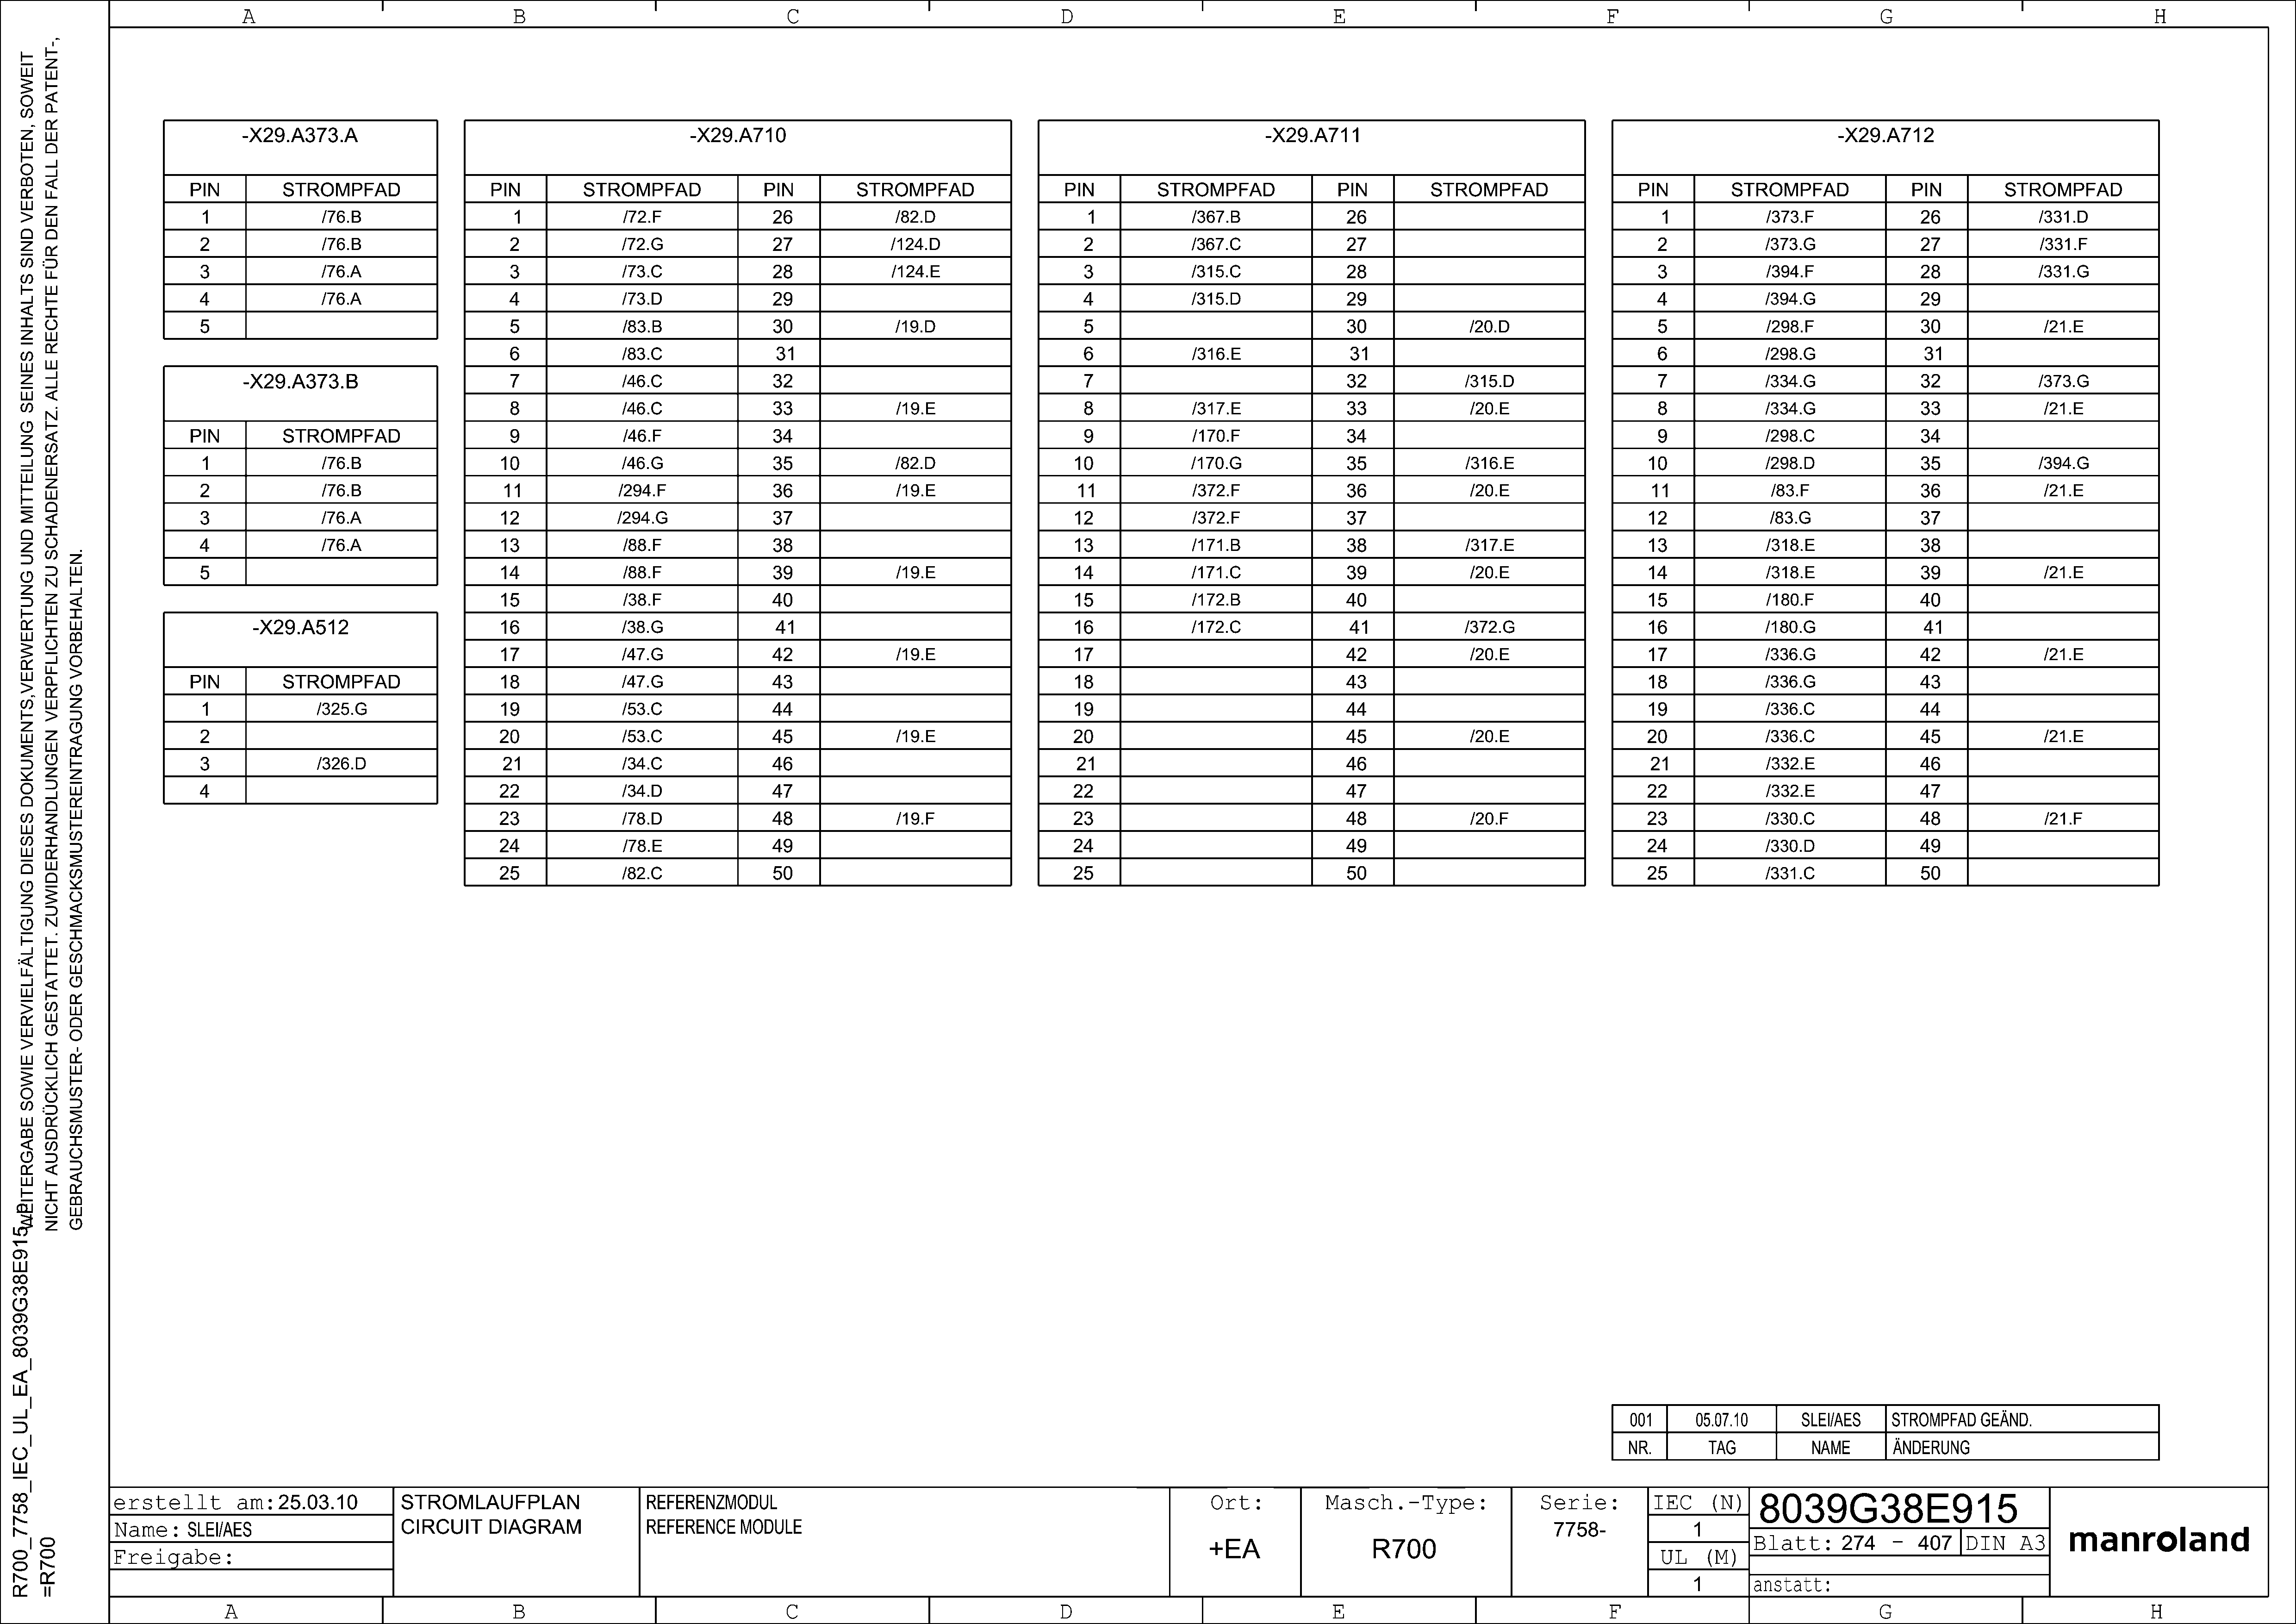 A B C D E F G H
-X29.A373.A
PIN STROMPFAD
1 /76.B
2 /76.B
3 /76.A
4 /76.A
5
-X29.A373.B
PIN STROMPFAD
1 /76.B
2 /76.B
3 /76.A
4 /76.A
5
-X29.A512
PIN STROMPFAD
1 /325.G
2
3 /326.D
4
-X29.A710
PIN STROMPFAD PIN STROMPFAD
1 /72.F 26 /82.D
2 /72.G 27 /124.D
3 /73.C 28 /124.E
4 /73.D 29
5 /83.B 30 /19.D
6 /83.C 31
7 /46.C 32
8 /46.C 33 /19.E
9 /46.F 34
10 /46.G 35 /82.D
11 /294.F 36 /19.E
12 /294.G 37
13 /88.F 38
14 /88.F 39 /19.E
15 /38.F 40
16 /38.G 41
17 /47.G 42 /19.E
18 /47.G 43
19 /53.C 44
20 /53.C 45 /19.E
21 /34.C 46
22 /34.D 47
23 /78.D 48 /19.F
24 /78.E 49
25 /82.C 50
-X29.A711
PIN STROMPFAD PIN STROMPFAD
1 /367.B 26
2 /367.C 27
3 /315.C 28
4 /315.D 29
5 30 /20.D
6 /316.E 31
7 32 /315.D
8 /317.E 33 /20.E
9 /170.F 34
10 /170.G 35 /316.E
11 /372.F 36 /20.E
12 /372.F 37
13 /171.B 38 /317.E
14 /171.C 39 /20.E
15 /172.B 40
16 /172.C 41 /372.G
17 42 /20.E
18 43
19 44
20 45 /20.E
21 46
22 47
23 48 /20.F
24 49
25 50
-X29.A712
PIN STROMPFAD PIN STROMPFAD
1 /373.F 26 /331.D
2 /373.G 27 /331.F
3 /394.F 28 /331.G
4 /394.G 29
5 /298.F 30 /21.E
6 /298.G 31
7 /334.G 32 /373.G
8 /334.G 33 /21.E
9 /298.C 34
10 /298.D 35 /394.G
11 /83.F 36 /21.E
12 /83.G 37
13 /318.E 38
14 /318.E 39 /21.E
15 /180.F 40
16 /180.G 41
17 /336.G 42 /21.E
18 /336.G 43
19 /336.C 44
20 /336.C 45 /21.E
21 /332.E 46
22 /332.E 47
23 /330.C 48 /21.F
24 /330.D 49
25 /331.C 50
WEITERGABE SOWIE VERVIELFÄLTIGUNG DIESES DOKUMENTS,VERWERTUNG UND MITTEILUNG SEINES INHALTS SIND VERBOTEN, SOWEIT
NICHT AUSDRÜCKLICH GESTATTET. ZUWIDERHANDLUNGEN VERPFLICHTEN ZU SCHADENERSATZ. ALLE RECHTE FÜR DEN FALL DER PATENT-,
GEBRAUCHSMUSTER- ODER GESCHMACKSMUSTEREINTRAGUNG VORBEHALTEN.
R700_7758_IEC_UL_EA_8039G38E915
=R700
001 05.07.10 SLEI/AES STROMPFAD GEÄND.
NR. TAG NAME ÄNDERUNG
erstellt am: 25.03.10
Name: SLEI/AES
Freigabe:
STROMLAUFPLAN
CIRCUIT DIAGRAM
REFERENZMODUL
REFERENCE MODULE
Ort:
+EA
Masch.-Type:
R700
Serie:
7758-
IEC (N)
1
UL (M)
1
8039G38E915
Blatt: 274 - 407 DIN A3
anstatt:
manroland
A B C D E F G H